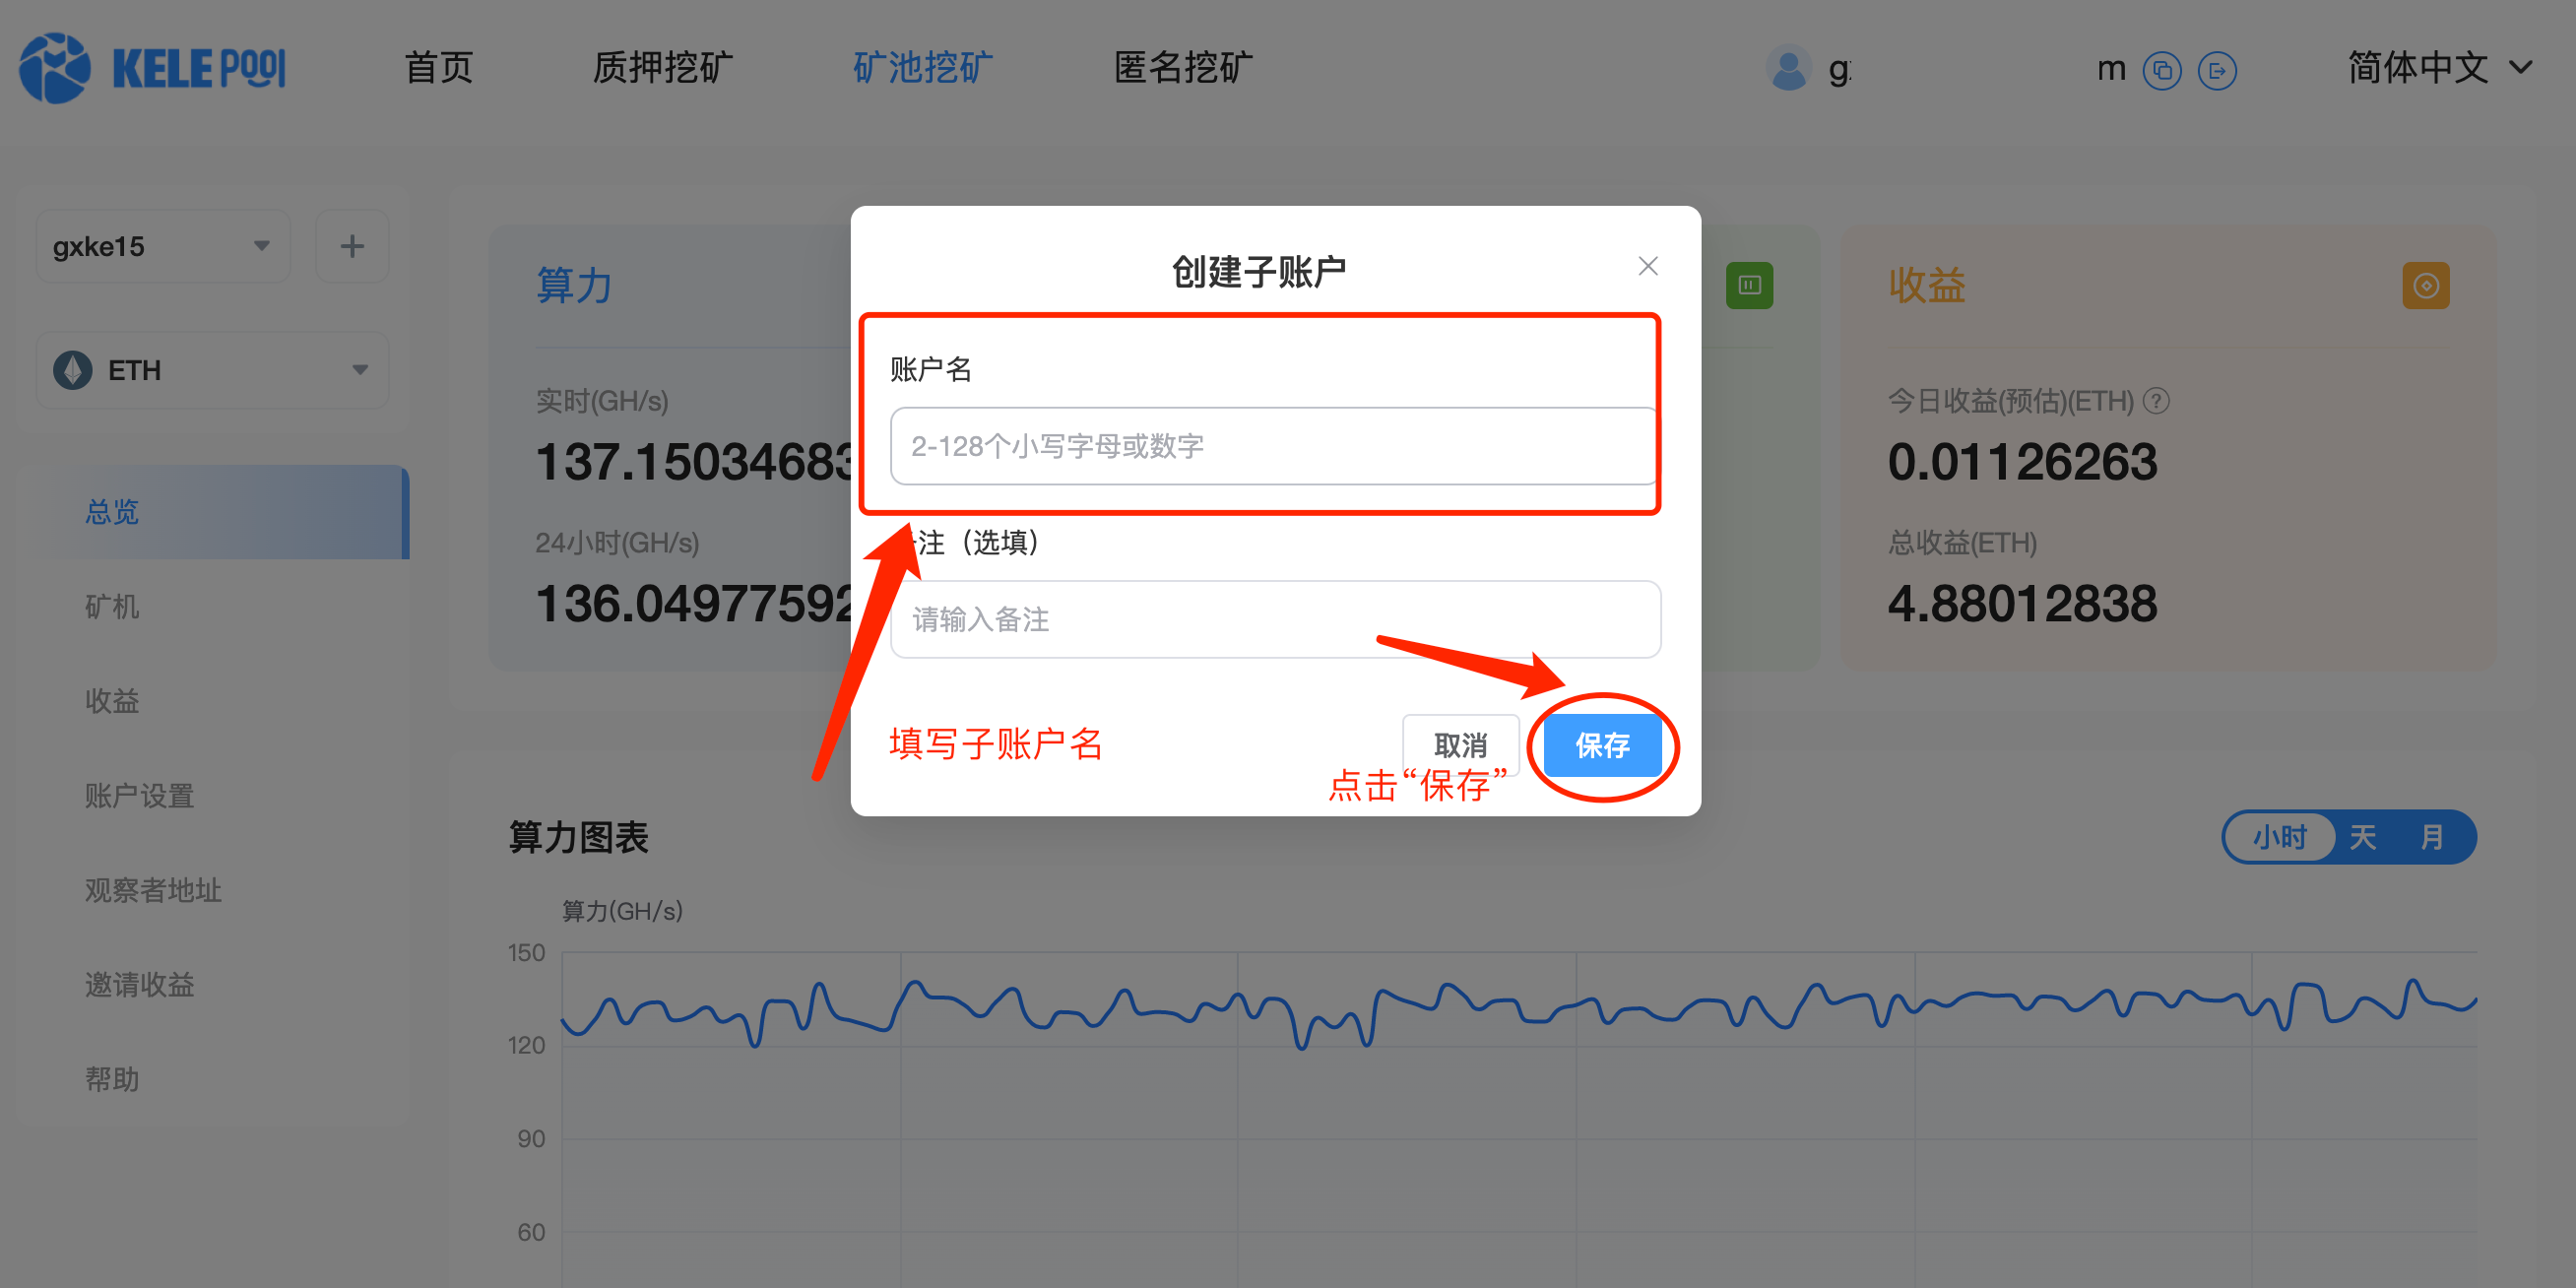 KELE POOL
首页
质押挖矿
矿池挖矿
匿名挖矿
g
m
简体中文
gxke15
ETH
总览
矿机
收益
账户设置
观察者地址
邀请收益
帮助
算力
实时(GH/s)
137.15034683
24小时(GH/s)
136.04977592
收益
今日收益(预估)(ETH) ?
0.01126263
总收益(ETH)
4.88012838
创建子账户
账户名
2-128个小写字母或数字
注（选填）
请输入备注
填写子账户名
取消
保存
点击“保存”
算力图表
小时 天 月
算力(GH/s)
150
120
90
60